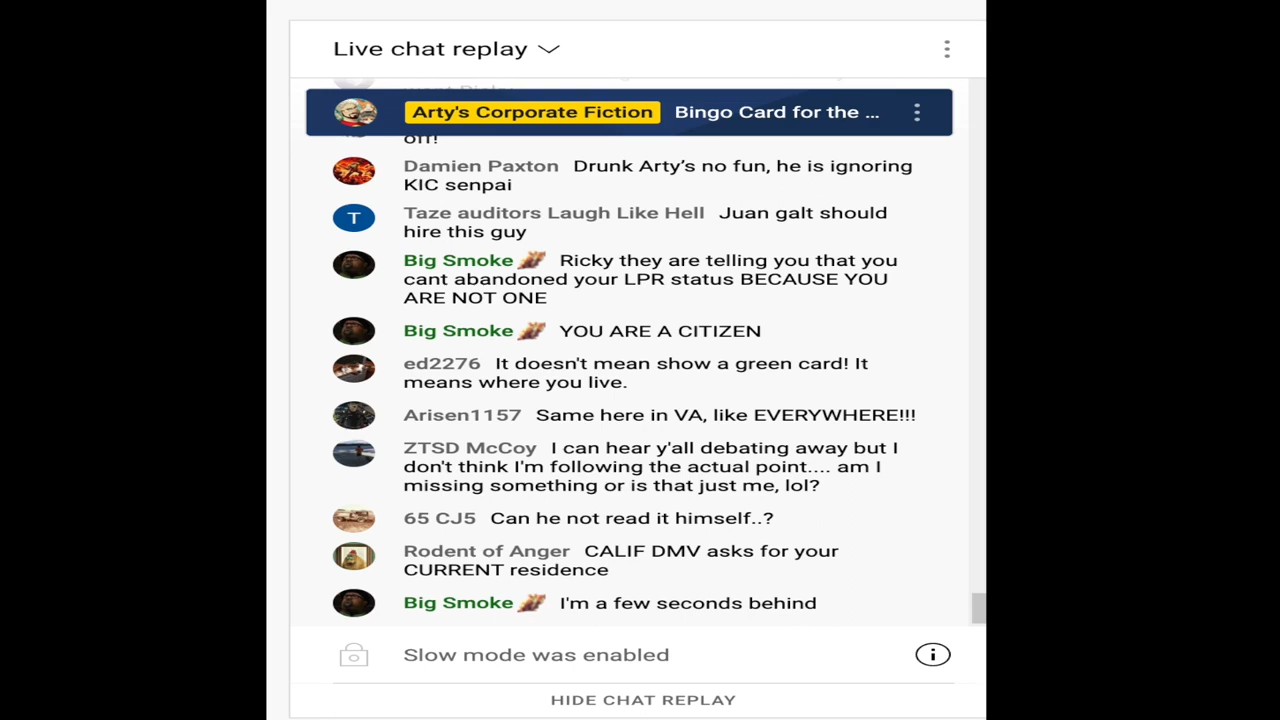 Live chat replay
Arty's Corporate Fiction Bingo Card for the ...
off!
Damien Paxton Drunk Arty’s no fun, he is ignoring
KIC senpai
T Taze auditors Laugh Like Hell Juan galt should
hire this guy
Big Smoke Ricky they are telling you that you
cant abandoned your LPR status BECAUSE YOU
ARE NOT ONE
Big Smoke YOU ARE A CITIZEN
ed2276 It doesn't mean show a green card! It
means where you live.
Arisen1157 Same here in VA, like EVERYWHERE!!!
ZTSD McCoy I can hear y'all debating away but I
don't think I'm following the actual point.... am I
missing something or is that just me, lol?
65 CJ5 Can he not read it himself..?
Rodent of Anger CALIF DMV asks for your
CURRENT residence
Big Smoke I'm a few seconds behind
Slow mode was enabled
HIDE CHAT REPLAY